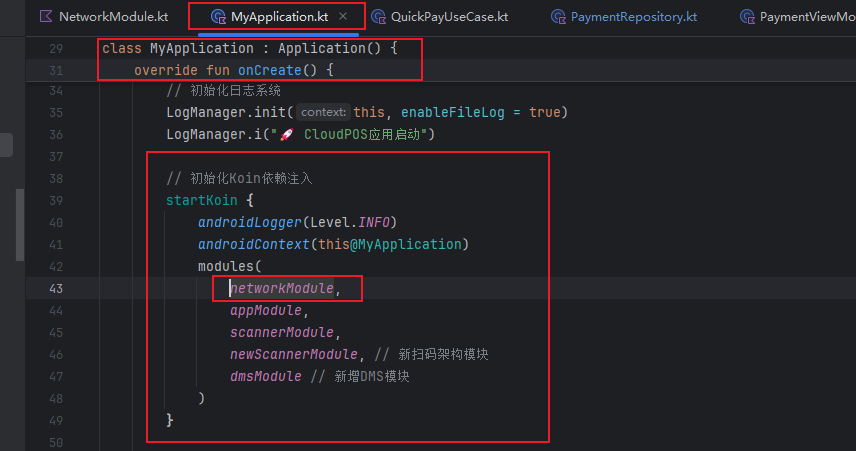 NetworkModule.kt MyApplication.kt QuickPayUseCase.kt PaymentRepository.kt PaymentViewMo
29 class MyApplication : Application() {
31 override fun onCreate() {
34 // 初始化日志系统
35 LogManager.init( context: this, enableFileLog = true)
36 LogManager.i("🚀 CloudPOS应用启动")
37
38 // 初始化Koin依赖注入
39 startKoin {
40 androidLogger(Level.INFO)
41 androidContext(this@MyApplication)
42 modules(
43 networkModule,
44 appModule,
45 scannerModule,
46 newScannerModule, // 新扫码架构模块
47 dmsModule // 新增DMS模块
48 )
49 }
50